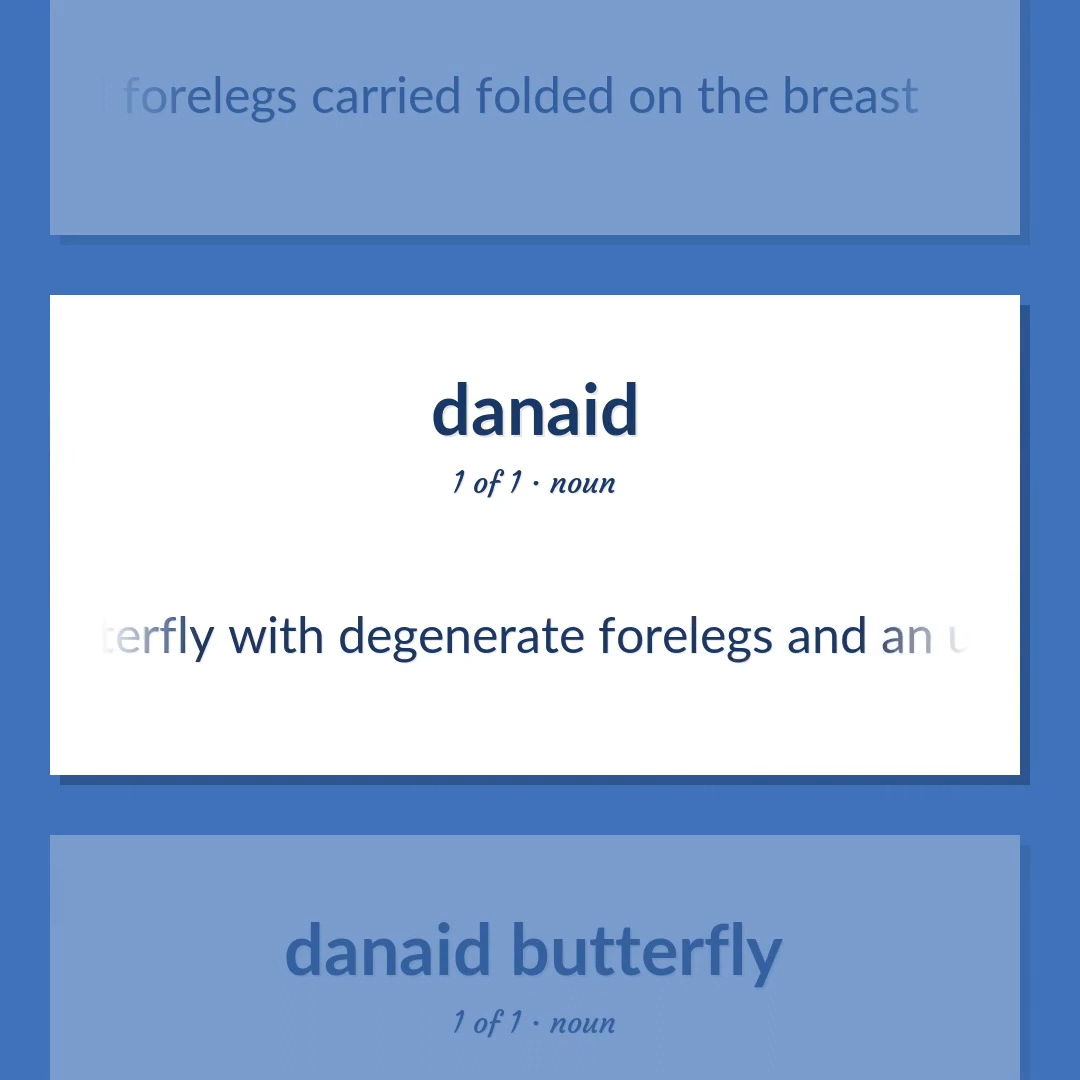 forelegs carried folded on the breast
danaid
1 of 1 · noun
terfly with degenerate forelegs and an
danaid butterfly
1 of 1 · noun